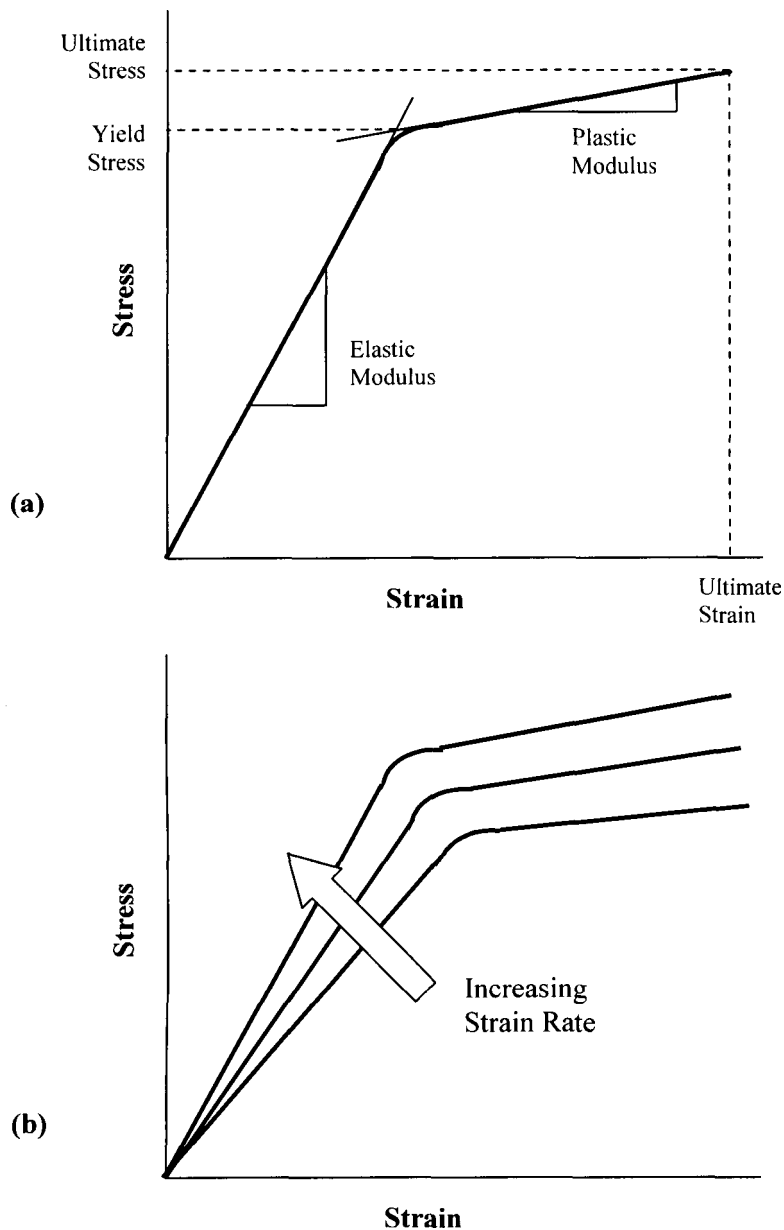 Ultimate
Stress
Yield
Stress
Plastic
Modulus
Stress
Elastic
Modulus
(a)
Strain
Ultimate
Strain
Stress
Increasing
Strain Rate
(b)
Strain